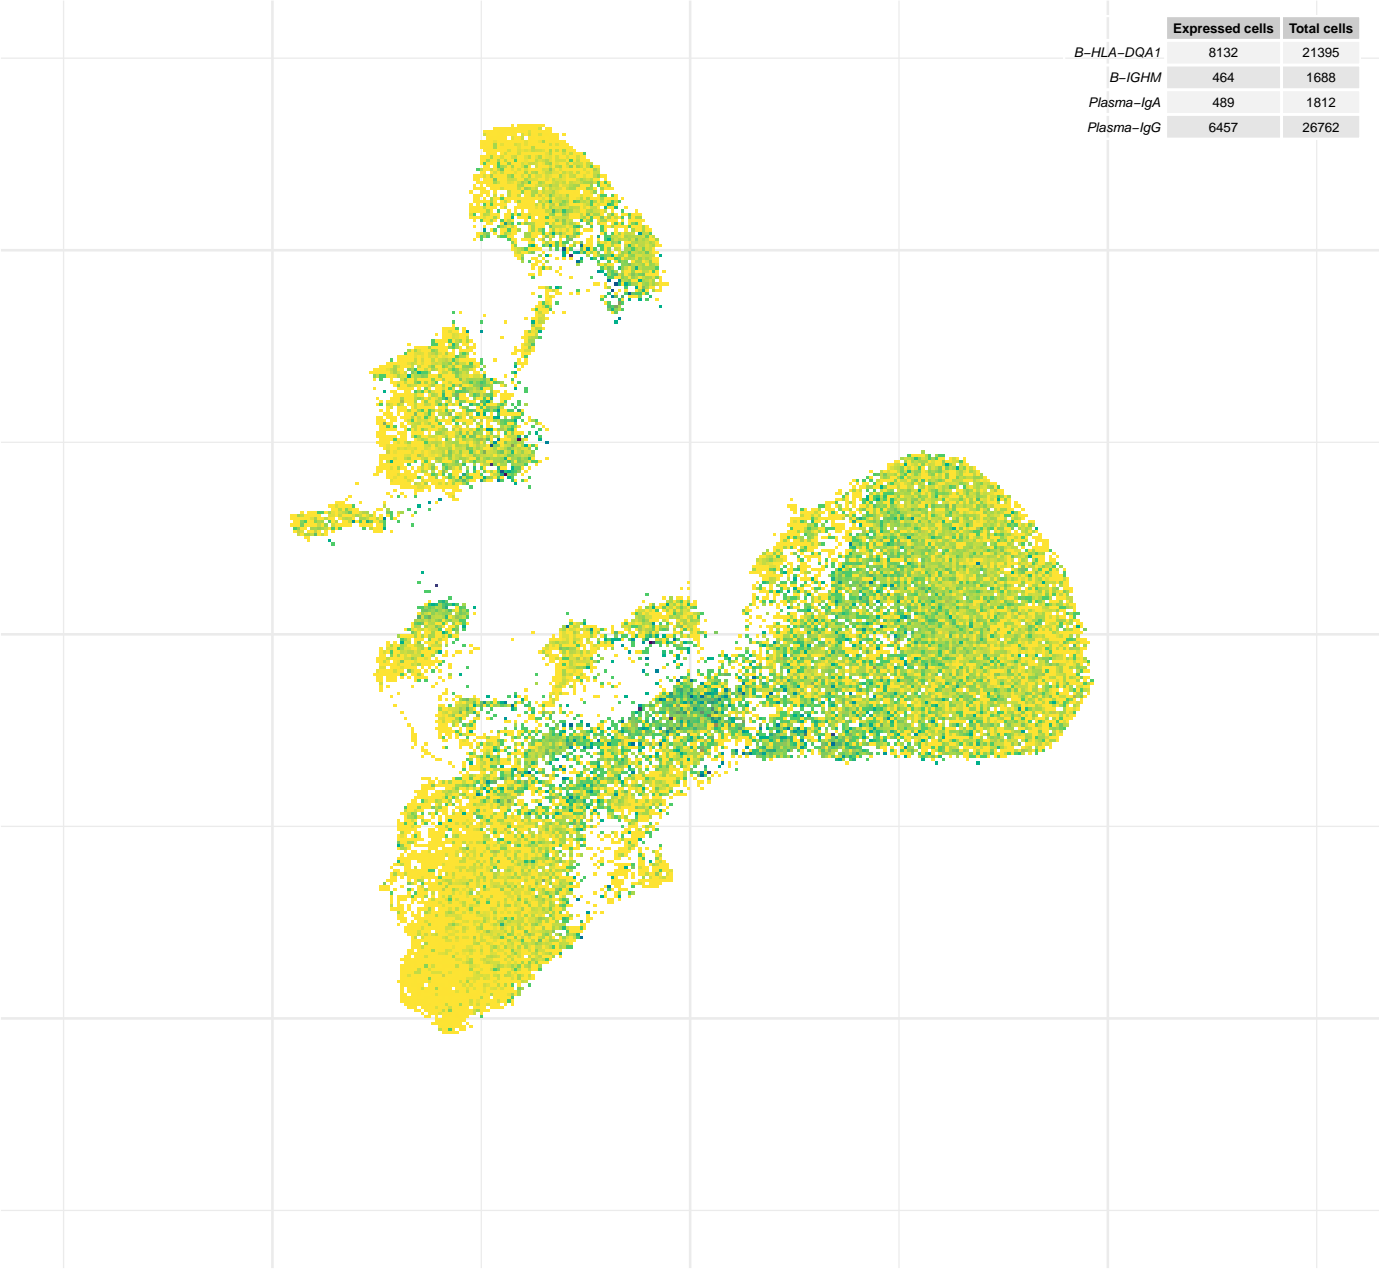 Expressed cells Total cells
B−HLA−DQA1 8132 21395
B−IGHM 464 1688
Plasma−IgA 489 1812
Plasma−IgG 6457 26762